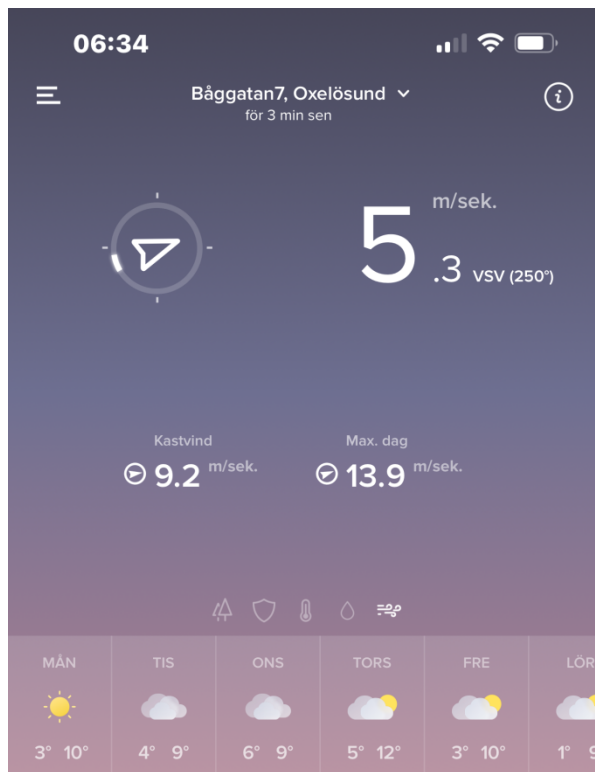 06:34
Båggatan7, Oxelösund
för 3 min sen
5.3 m/sek.
VSV (250°)
Kastvind
9.2 m/sek.
Max. dag
13.9 m/sek.
MÅN TIS ONS TORS FRE LÖR
3° 10° 4° 9° 6° 9° 5° 12° 3° 10° 1°